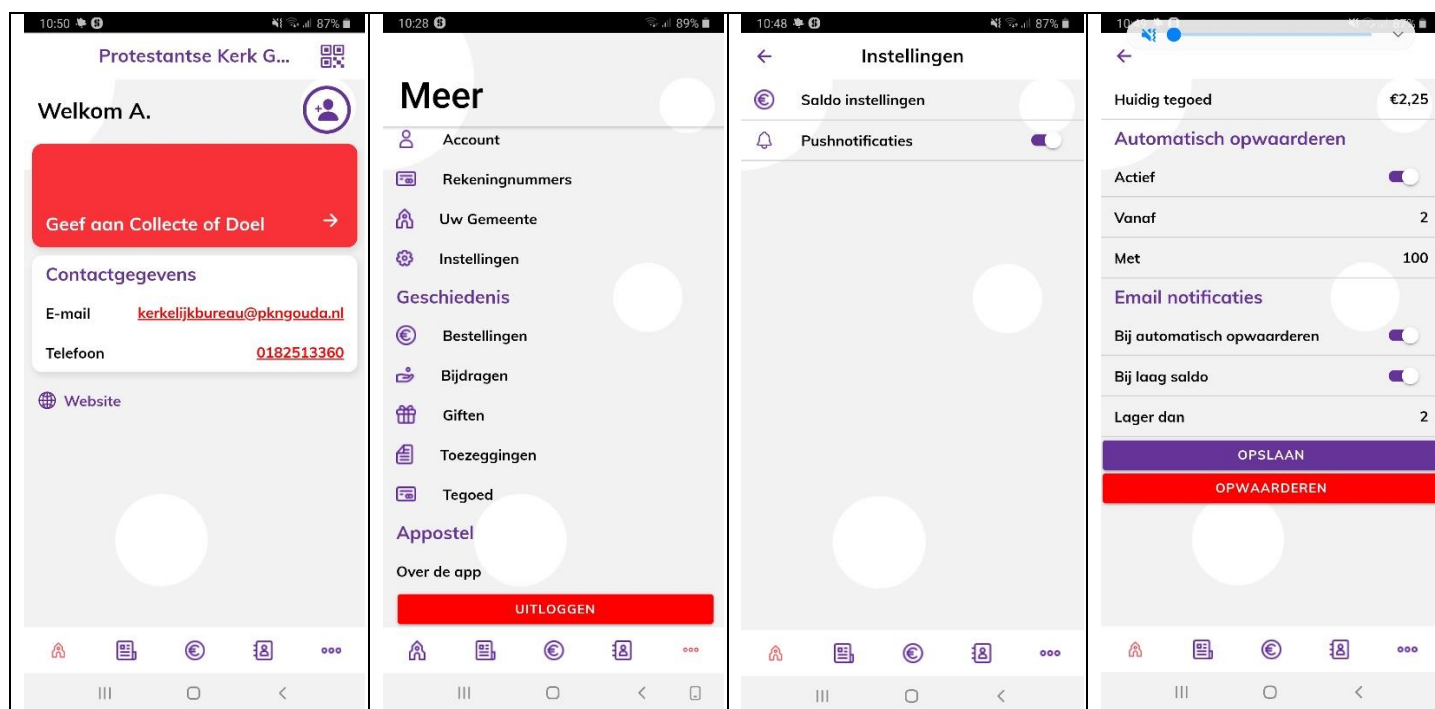 10:50
87%
Protestantse Kerk G...
Welkom A.
Geef aan Collecte of Doel
Contactgegevens
E-mail kerkelijkbureau@pkngouda.nl
Telefoon 0182513360
Website
10:28
89%
Meer
Account
Rekeningnummers
Uw Gemeente
Instellingen
Geschiedenis
Bestellingen
Bijdragen
Giften
Toezeggingen
Tegoed
Appostel
Over de app
UITLOGGEN
10:48
87%
Instellingen
Saldo instellingen
Pushnotificaties
Huidig tegoed €2,25
Automatisch opwaarderen
Actief
Vanaf 2
Met 100
Email notificaties
Bij automatisch opwaarderen
Bij laag saldo
Lager dan 2
OPSLAAN
OPWAARDEREN